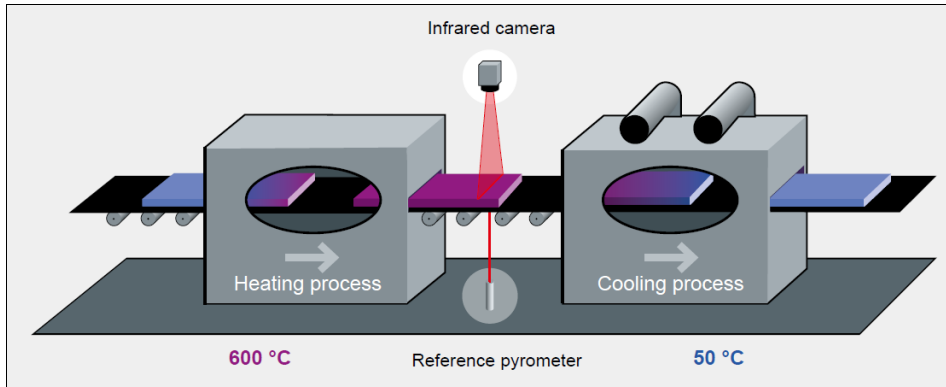 Infrared camera
Heating process
Cooling process
600 °C
Reference pyrometer
50 °C